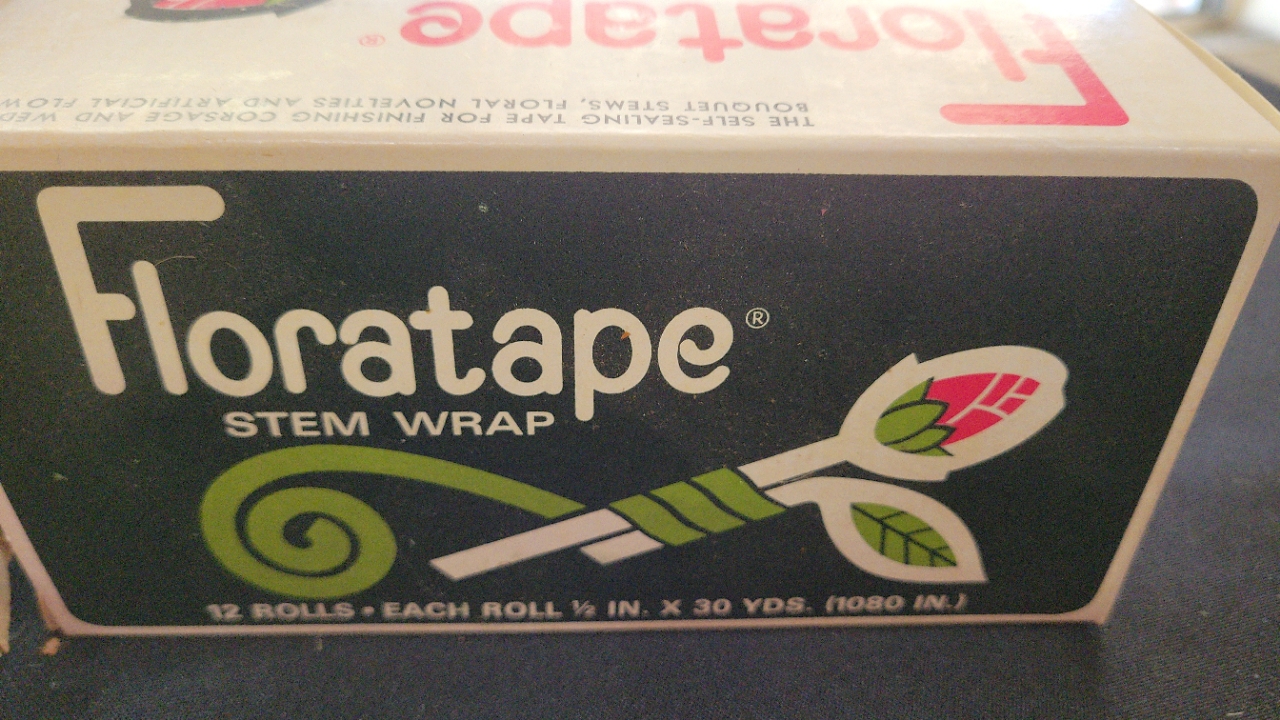 Floratape®
THE SELF-SEALING TAPE FOR FINISHING CORSAGE AND
BOUQUET STEMS, FLORAL NOVELTIES AND ARTIFICIAL
Floratape®
STEM WRAP
12 ROLLS • EACH ROLL ½ IN. X 30 YDS. (1080 IN.)